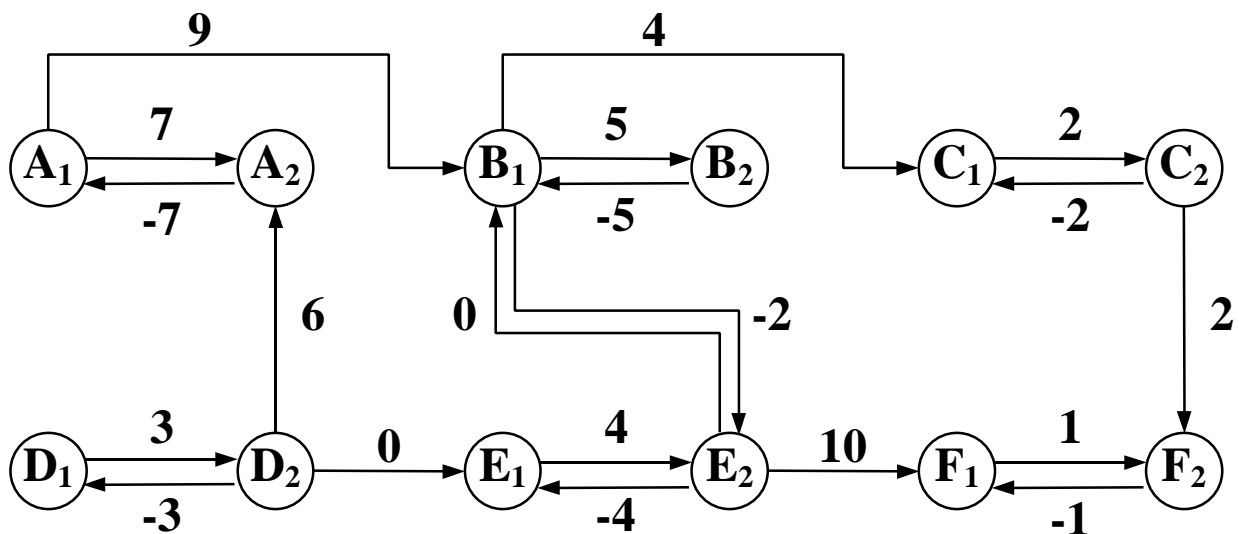 9 4
7 5 2
A₁ A₂ B₁ B₂ C₁ C₂
-7 -5 -2
6 0 -2 2
3 0 4 10 1
D₁ D₂ E₁ E₂ F₁ F₂
-3 -4 -1